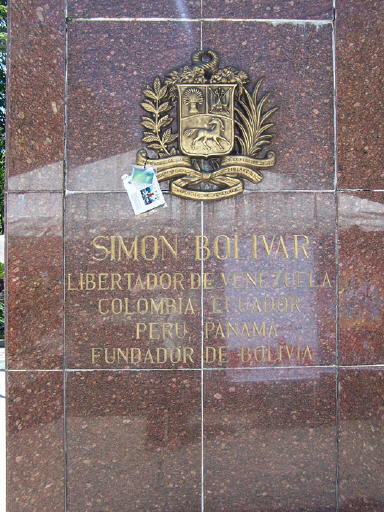 SIMON BOLIVAR
LIBERTADOR DE VENEZUELA
COLOMBIA, ECUADOR
PERU, PANAMA
FUNDADOR DE BOLIVIA